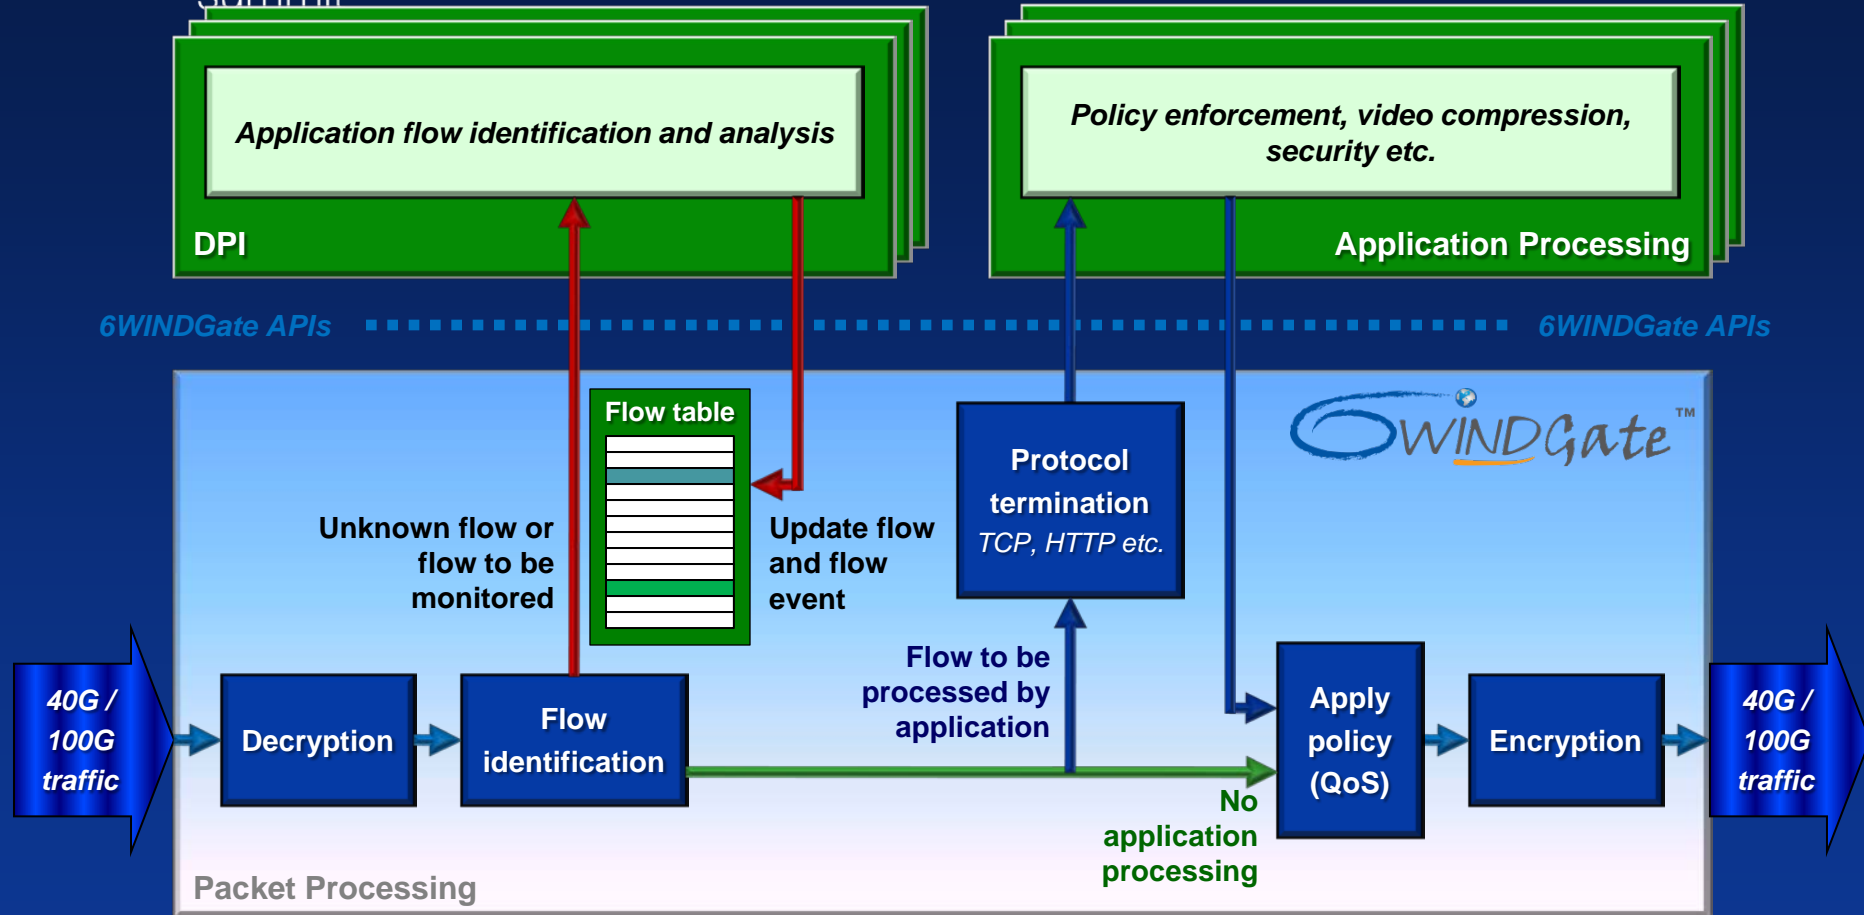 Application flow identification and analysis
DPI
Policy enforcement, video compression,
security etc.
Application Processing
6WINDGate APIs
6WINDGate APIs
Flow table
Unknown flow or
flow to be
monitored
Update flow
and flow
event
Protocol
termination
TCP, HTTP etc.
6WINDGate™
Flow to be
processed by
application
40G /
100G
traffic
Decryption
Flow
identification
No
application
processing
Apply
policy
(QoS)
Encryption
40G /
100G
traffic
Packet Processing